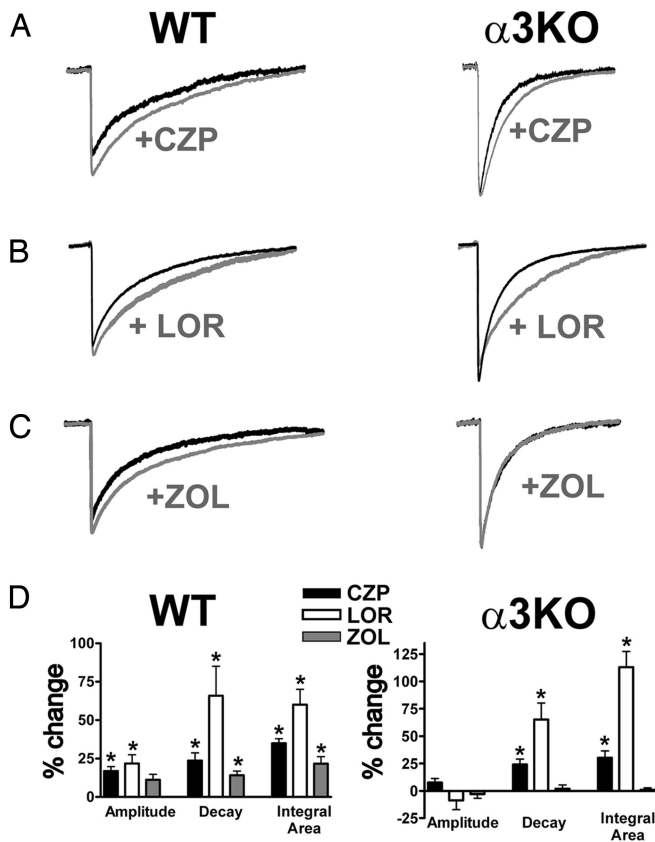 A
WT
α3KO
+CZP
+CZP
B
+ LOR
+ LOR
C
+ZOL
+ZOL
D
WT
CZP
LOR
ZOL
α3KO
% change
100
75
50
25
0
* * * * * * * *
Amplitude
Decay
Integral
Area
% change
125
100
75
50
25
0
-25
* * * *
Amplitude
Decay
Integral
Area